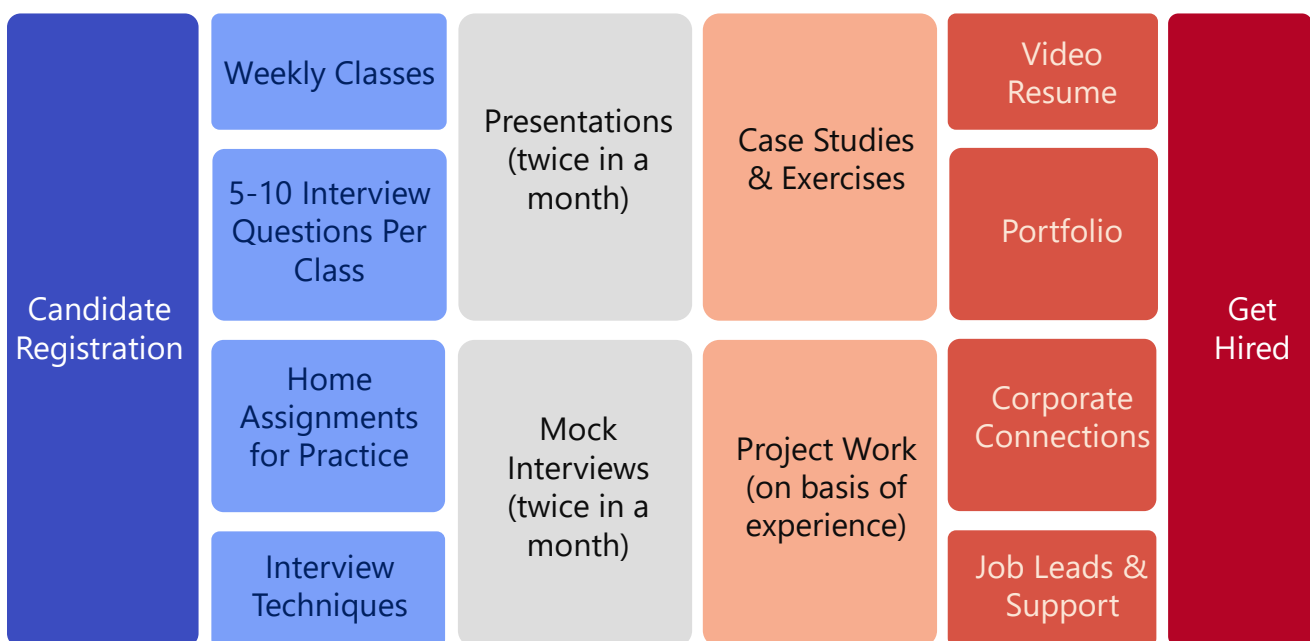 Candidate
Registration
Weekly Classes
5-10 Interview
Questions Per
Class
Home
Assignments
for Practice
Interview
Techniques
Presentations
(twice in a
month)
Mock
Interviews
(twice in a
month)
Case Studies
& Exercises
Project Work
(on basis of
experience)
Video
Resume
Portfolio
Corporate
Connections
Job Leads &
Support
Get
Hired